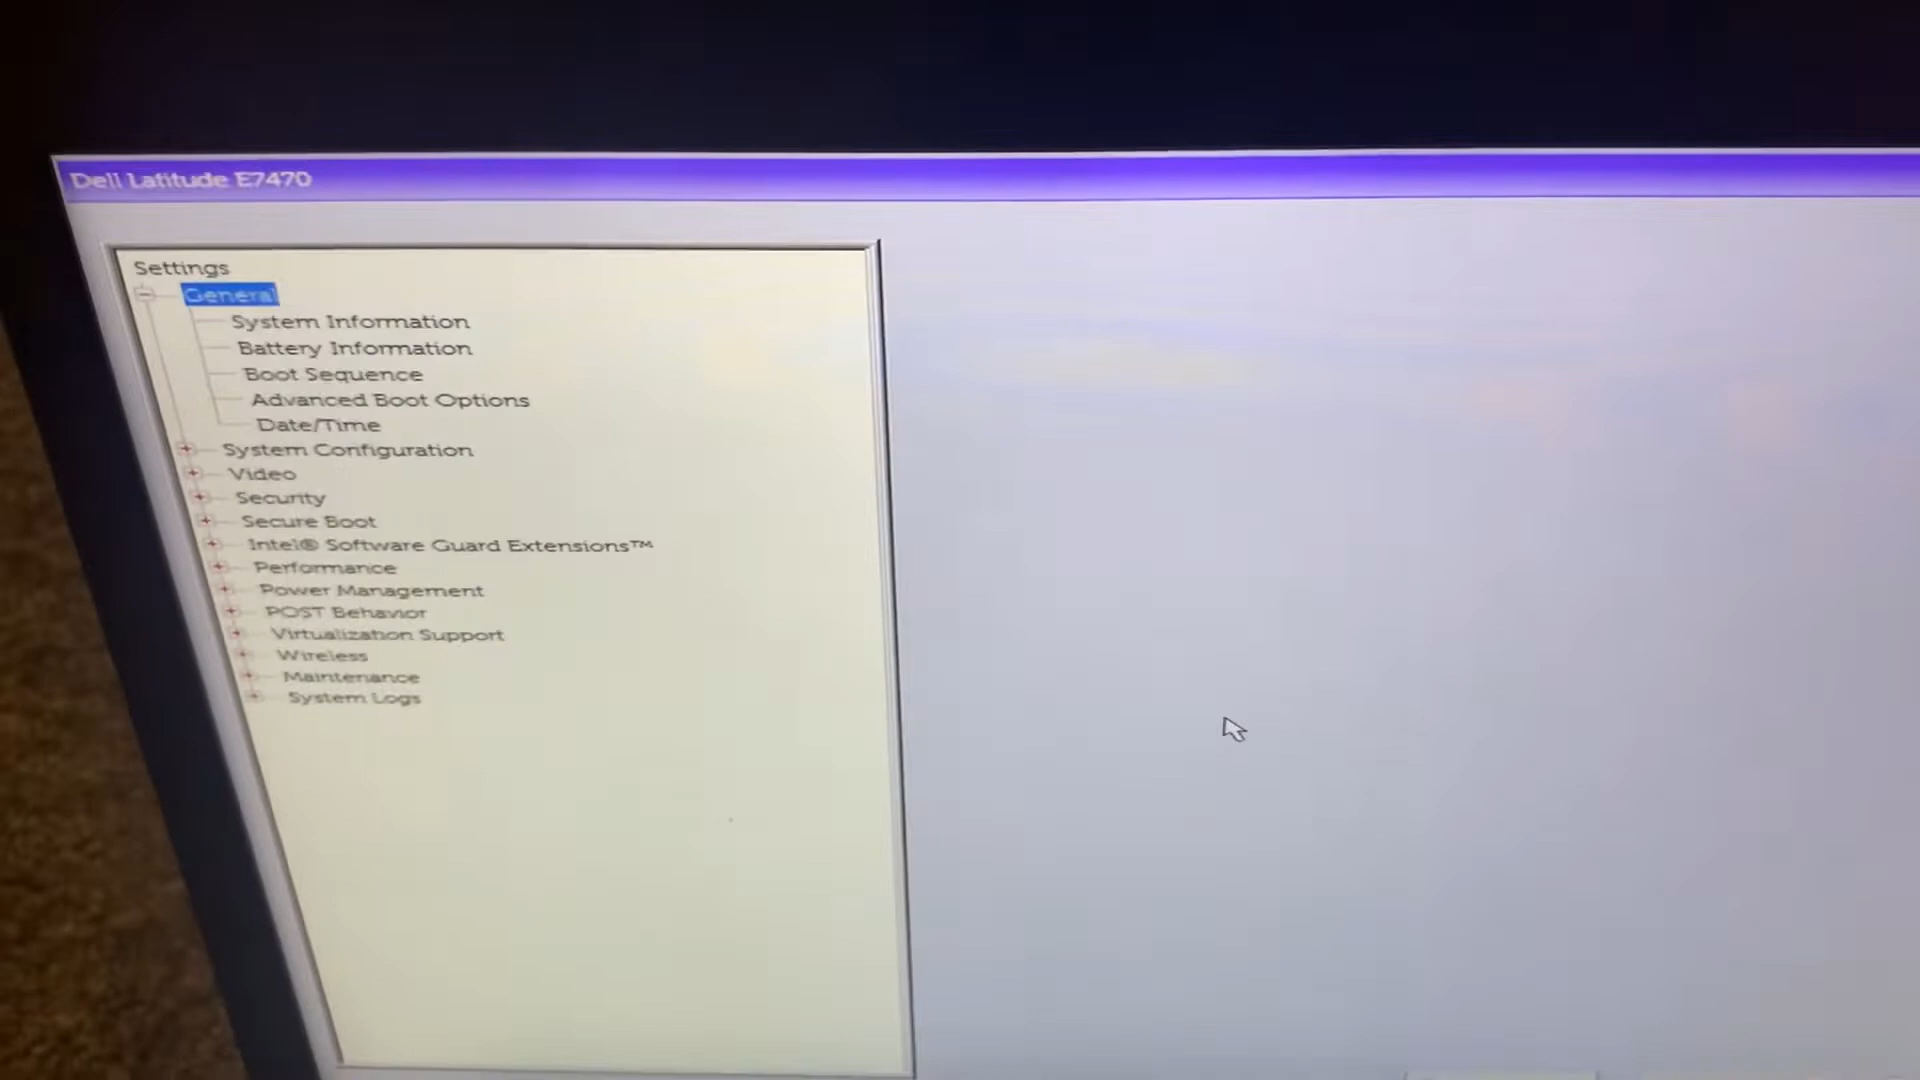 Dell Latitude E7470
Settings
General
System Information
Battery Information
Boot Sequence
Advanced Boot Options
Date/Time
System Configuration
Video
Security
Secure Boot
Intel® Software Guard Extensions™
Performance
Power Management
POST Behavior
Virtualization Support
Wireless
Maintenance
System Logs